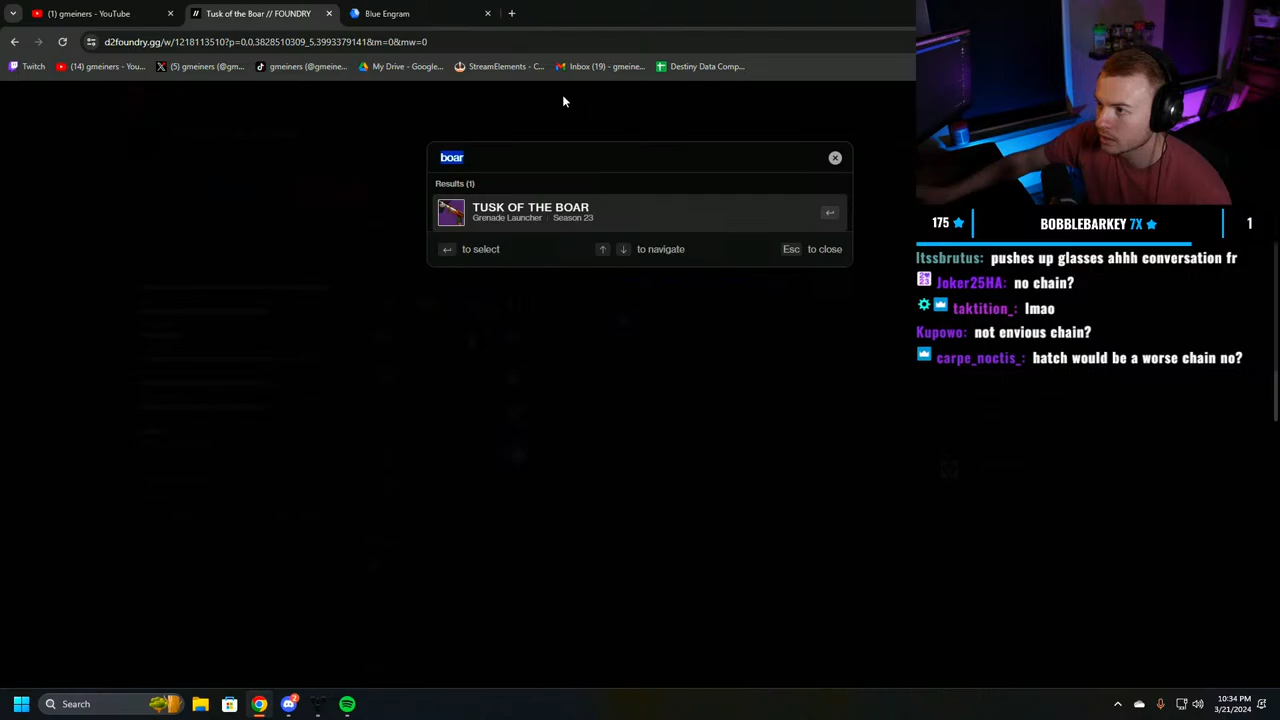 (1) gmeiners - YouTube
Tusk of the Boar // FOUNDRY
Blue Engram
d2foundry.gg/w/1218113510?p=0,0,3828510309_5,3993379141&m=0&mw=0
Twitch
(14) gmeiners - You...
(5) gmeiners (@gm...
gmeiners (@gmeine...
My Drive - Google...
StreamElements - C...
Inbox (19) - gmeine...
Destiny Data Comp...
boar
Results (1)
TUSK OF THE BOAR
Grenade Launcher Season 23
to select
to navigate
Esc to close
175
BOBBLEBARKEY 7X
1
Itssbrutus: pushes up glasses ahhh conversation fr
Joker25HA: no chain?
taktition_: lmao
Kupowo: not envious chain?
carpe_noctis_: hatch would be a worse chain no?
Search
2
10:34 PM
3/21/2024